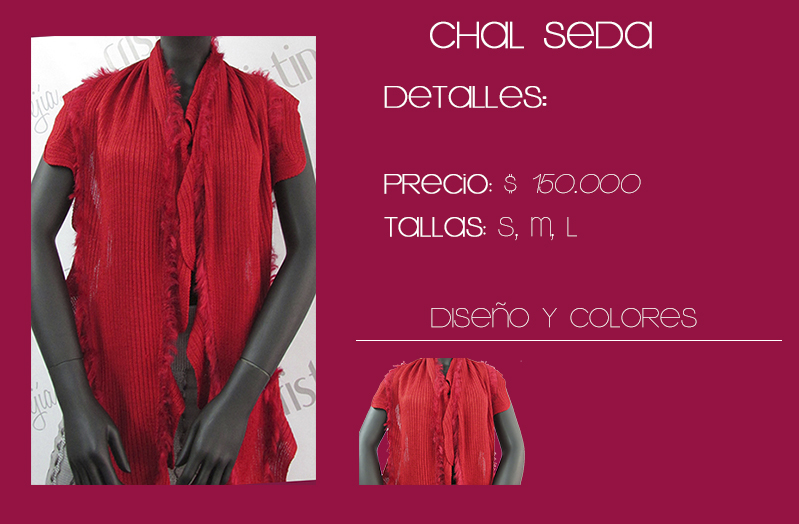 CHAL SEDA
DETALLES:
PRECIO: $ 150.000
TALLAS: S, M, L
DISEÑO Y COLORES